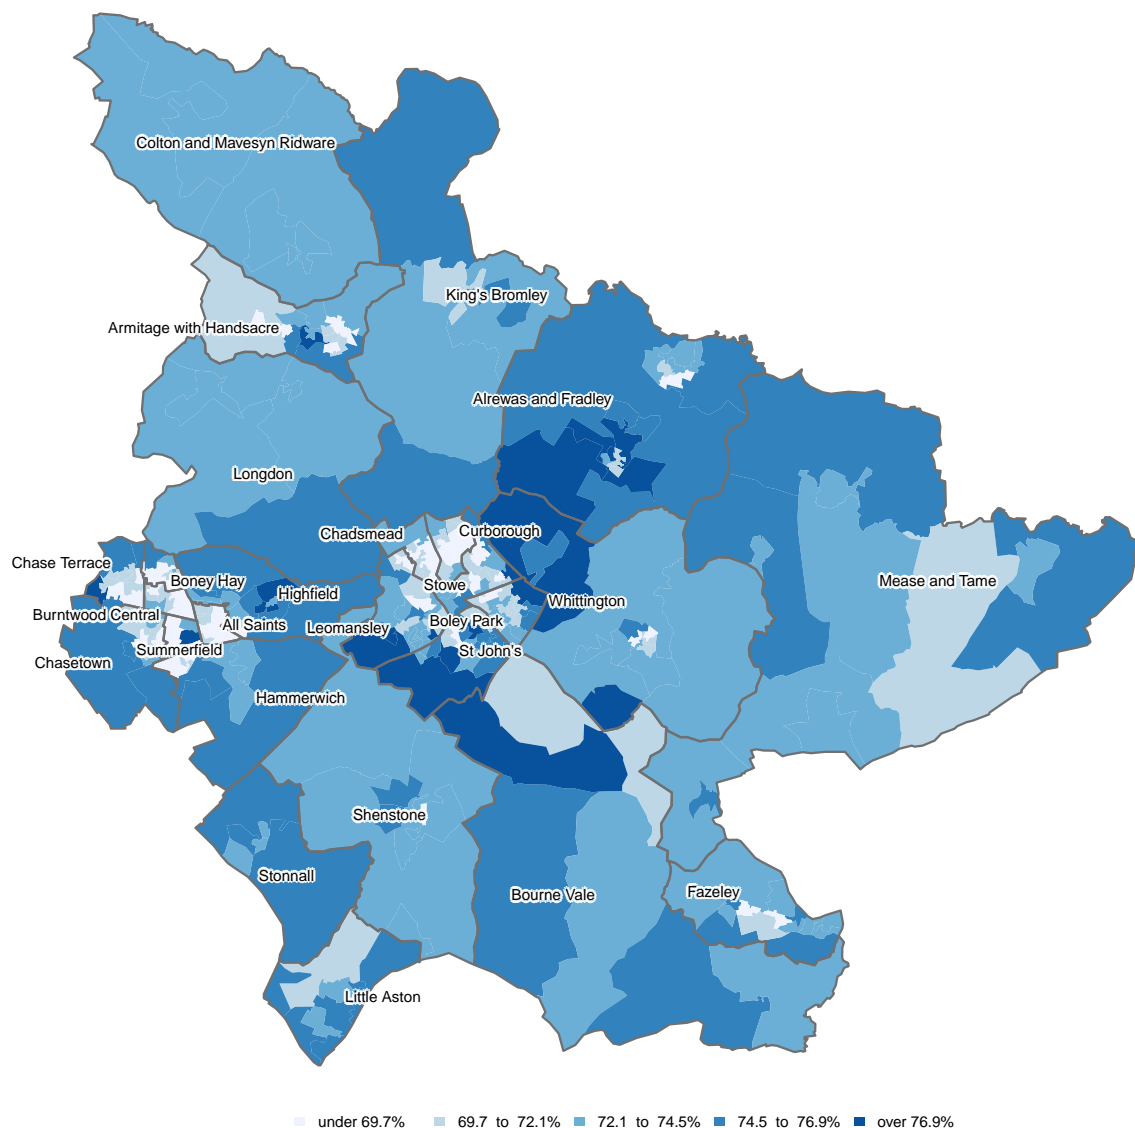 Colton and Mavesyn Ridware
King's Bromley
Armitage with Handsacre
Alrewas and Fradley
Longdon
Chadsmead
Curborough
Chase Terrace
Boney Hay
Stowe
Mease and Tame
Highfield
Whittington
Burntwood Central
All Saints
Leomansley
Boley Park
Summerfield
St John's
Chasetown
Hammerwich
Shenstone
Stonnall
Bourne Vale
Fazeley
Little Aston
under 69.7% 69.7 to 72.1% 72.1 to 74.5% 74.5 to 76.9% over 76.9%